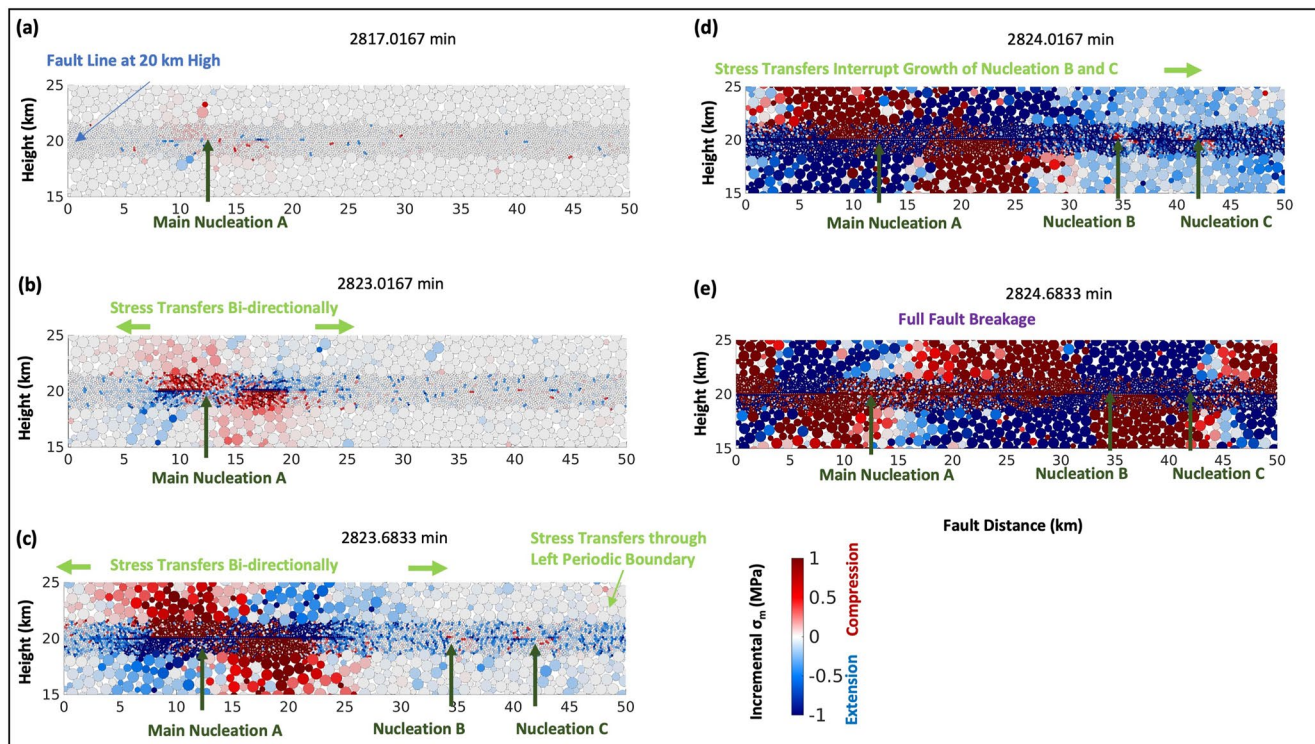 (a)
2817.0167 min
Fault Line at 20 km High
Height (km)
25
20
15
0 5 10 15 20 25 30 35 40 45 50
Main Nucleation A
(b)
2823.0167 min
Stress Transfers Bi-directionally
Height (km)
25
20
15
0 5 10 15 20 25 30 35 40 45 50
Main Nucleation A
(c)
2823.6833 min
Stress Transfers Bi-directionally
Stress Transfers through
Left Periodic Boundary
Height (km)
25
20
15
0 5 10 15 20 25 30 35 40 45 50
Main Nucleation A
Nucleation B
Nucleation C
(d)
2824.0167 min
Stress Transfers Interrupt Growth of Nucleation B and C
Height (km)
25
20
15
0 5 10 15 20 25 30 35 40 45 50
Main Nucleation A
Nucleation B
Nucleation C
(e)
2824.6833 min
Full Fault Breakage
Height (km)
25
20
15
0 5 10 15 20 25 30 35 40 45 50
Main Nucleation A
Nucleation B
Nucleation C
Fault Distance (km)
Incremental σm (MPa)
1
0.5
0
-0.5
-1
Compression
Extension